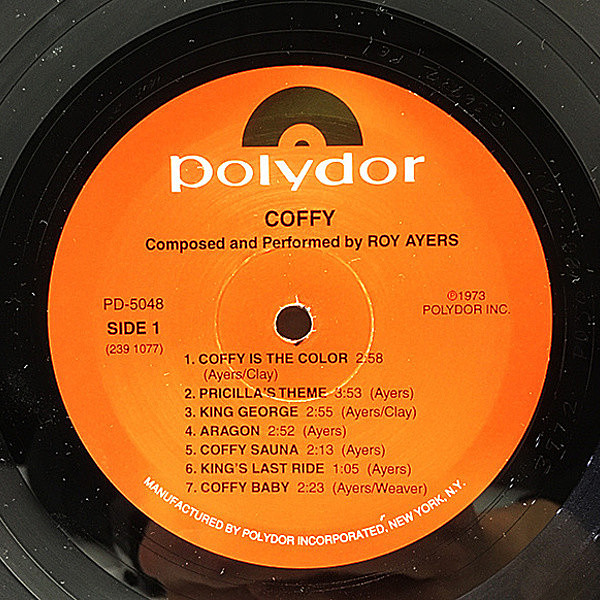 polydor
COFFY
Composed and Performed by ROY AYERS
PD-5048
SIDE 1
(239 1077)
℗1973
POLYDOR INC.
1. COFFY IS THE COLOR 2:58
(Ayers/Clay)
2. PRICILLA'S THEME 3:53 (Ayers)
3. KING GEORGE 2:55 (Ayers/Clay)
4. ARAGON 2:52 (Ayers)
5. COFFY SAUNA 2:13 (Ayers)
6. KING'S LAST RIDE 1:05 (Ayers)
7. COFFY BABY 2:23 (Ayers/Weaver)
MANUFACTURED BY POLYDOR INCORPORATED, NEW YORK, N.Y.